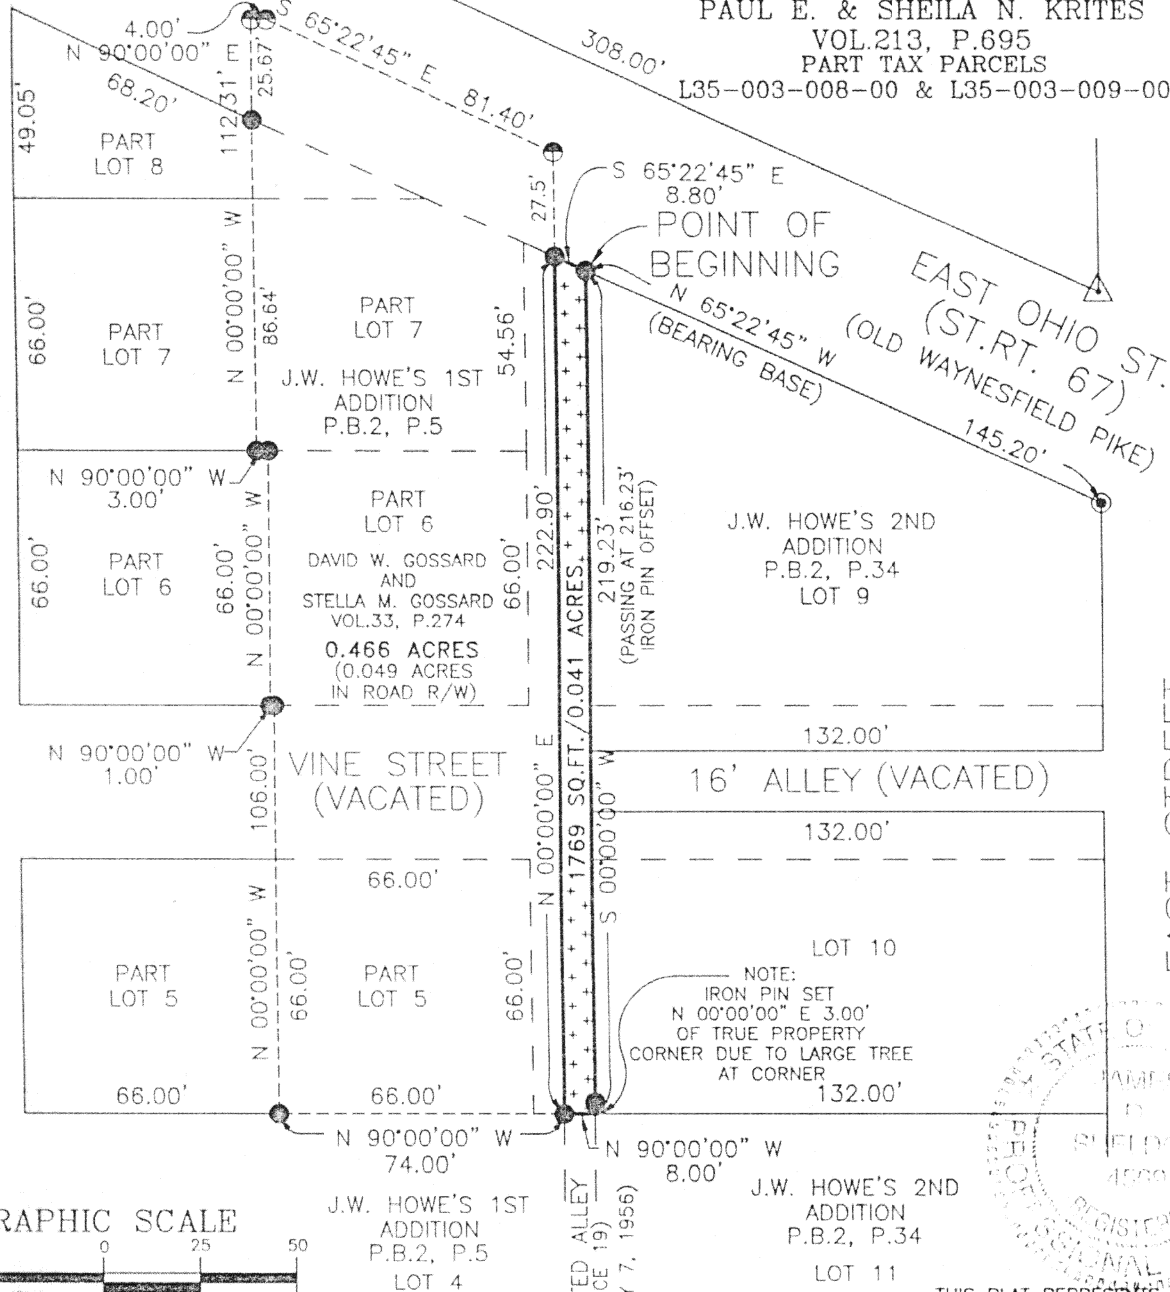 PAUL E. & SHEILA N. KRITES
VOL.213, P.695
PART TAX PARCELS
L35-003-008-00 & L35-003-009-00
4.00'
N 90°00'00" E
68.20'
49.05'
112.31'
25.67'
S 65°22'45" E
81.40'
308.00'
PART
LOT 8
27.5'
S 65°22'45" E
8.80'
POINT OF
BEGINNING
N 65°22'45" W
(BEARING BASE)
EAST OHIO ST.
(ST.RT. 67)
(OLD WAYNESFIELD PIKE)
145.20'
66.00'
PART
LOT 7
N 00°00'00" W
86.64'
PART
LOT 7
54.56'
J.W. HOWE'S 1ST
ADDITION
P.B.2, P.5
N 90°00'00" W
3.00'
66.00'
PART
LOT 6
66.00'
N 00°00'00" W
PART
LOT 6
DAVID W. GOSSARD
AND
STELLA M. GOSSARD
VOL.33, P.274
0.466 ACRES
(0.049 ACRES
IN ROAD R/W)
66.00'
222.90'
1769 SQ.FT./0.041 ACRES
219.23'
(PASSING AT 216.23'
IRON PIN OFFSET)
J.W. HOWE'S 2ND
ADDITION
P.B.2, P.34
LOT 9
N 90°00'00" W
1.00'
106.00'
VINE STREET
(VACATED)
N 00°00'00" E
S 00°00'00" W
132.00'
16' ALLEY (VACATED)
132.00'
66.00'
PART
LOT 5
N 00°00'00" W
66.00'
PART
LOT 5
66.00'
LOT 10
NOTE:
IRON PIN SET
N 00°00'00" E 3.00'
OF TRUE PROPERTY
CORNER DUE TO LARGE TREE
AT CORNER
132.00'
66.00'
66.00'
N 90°00'00" W
74.00'
N 90°00'00" W
8.00'
J.W. HOWE'S 1ST
ADDITION
P.B.2, P.5
LOT 4
J.W. HOWE'S 2ND
ADDITION
P.B.2, P.34
LOT 11
RAPHIC SCALE
0 25 50
TED ALLEY
CE 19)
Y 7, 1956)
STATE O